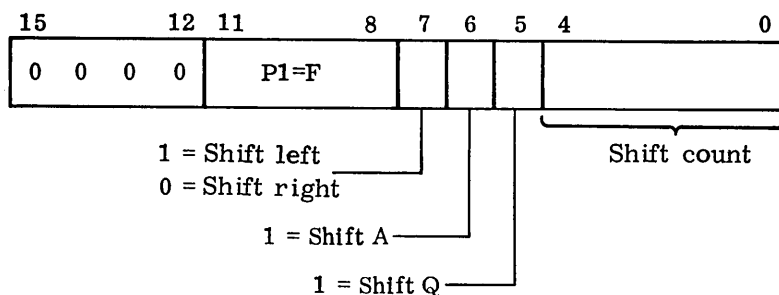 15 12 11 8 7 6 5 4 0
0 0 0 0 P1=F
1 = Shift left
0 = Shift right
Shift count
1 = Shift A
1 = Shift Q